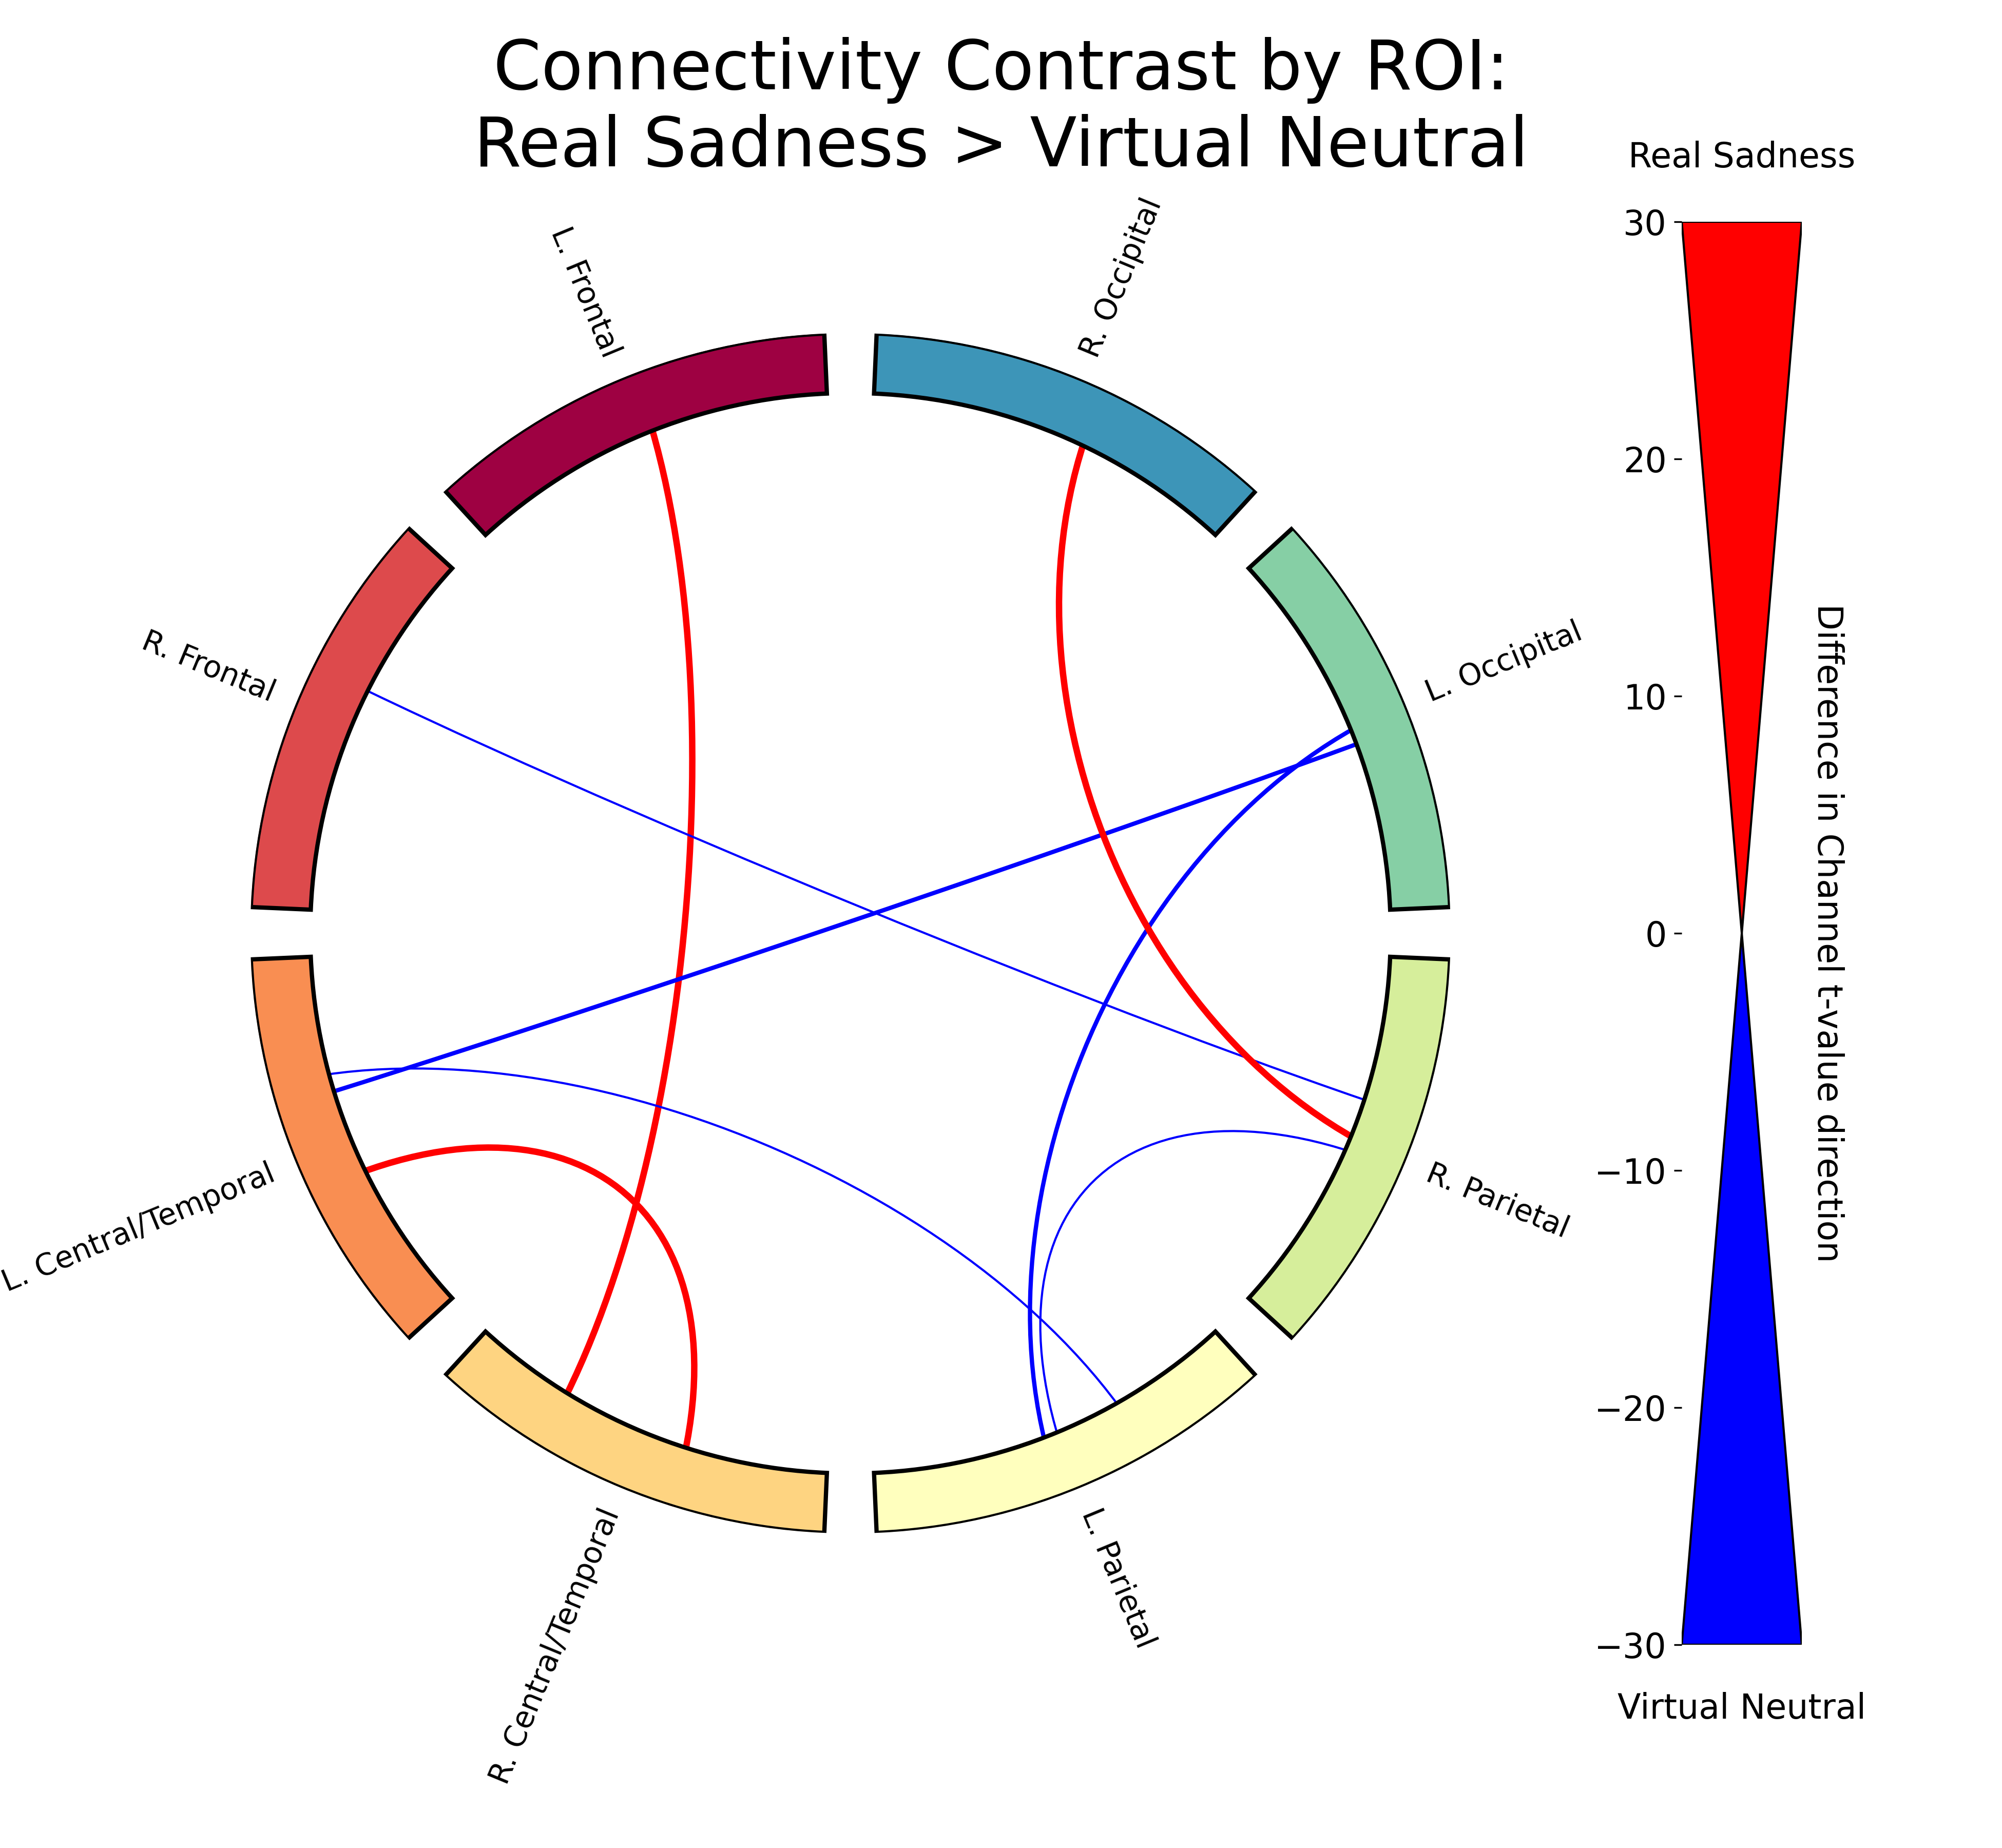 Connectivity Contrast by ROI:
Real Sadness > Virtual Neutral
Real Sadness
L. Frontal
R. Occipital
R. Frontal
L. Occipital
L. Central/Temporal
R. Parietal
R. Central/Temporal
L. Parietal
30
20
10
0
−10
−20
−30
Difference in Channel t-value direction
Virtual Neutral